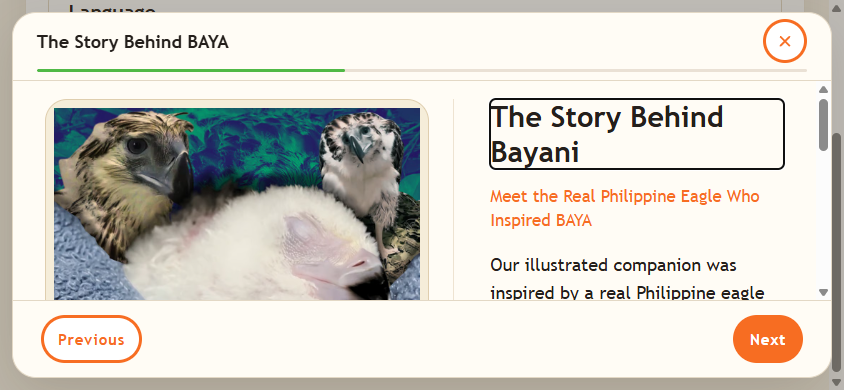 Language
The Story Behind BAYA
The Story Behind
Bayani
Meet the Real Philippine Eagle Who
Inspired BAYA
Our illustrated companion was
inspired by a real Philippine eagle
Previous
Next